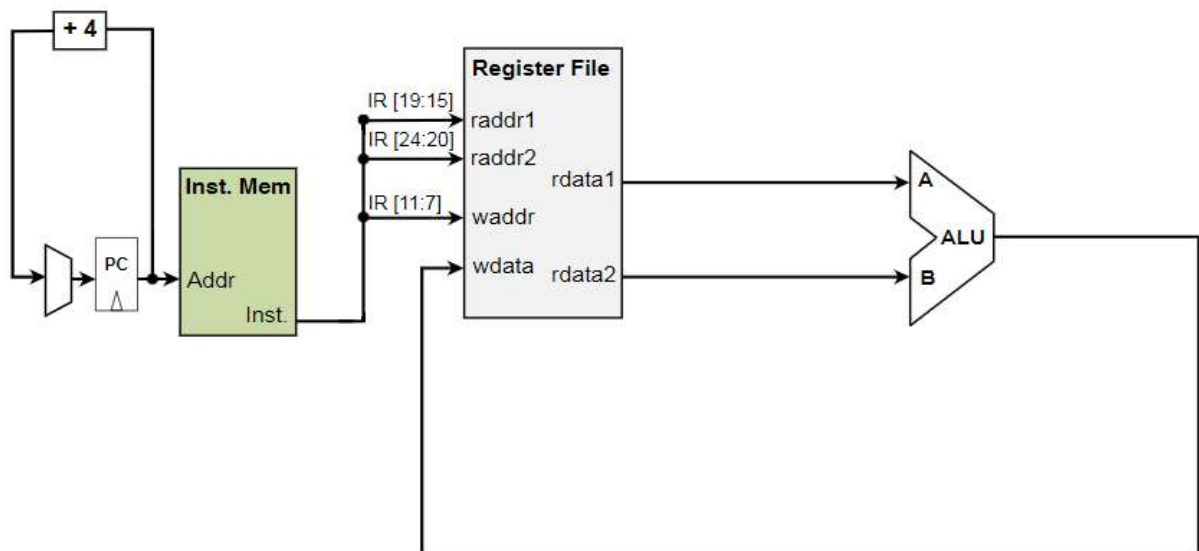 + 4
Register File
IR [19:15]
raddr1
IR [24:20]
raddr2
Inst. Mem
rdata1
A
IR [11:7]
waddr
ALU
PC
wdata
rdata2
B
Addr
Inst.